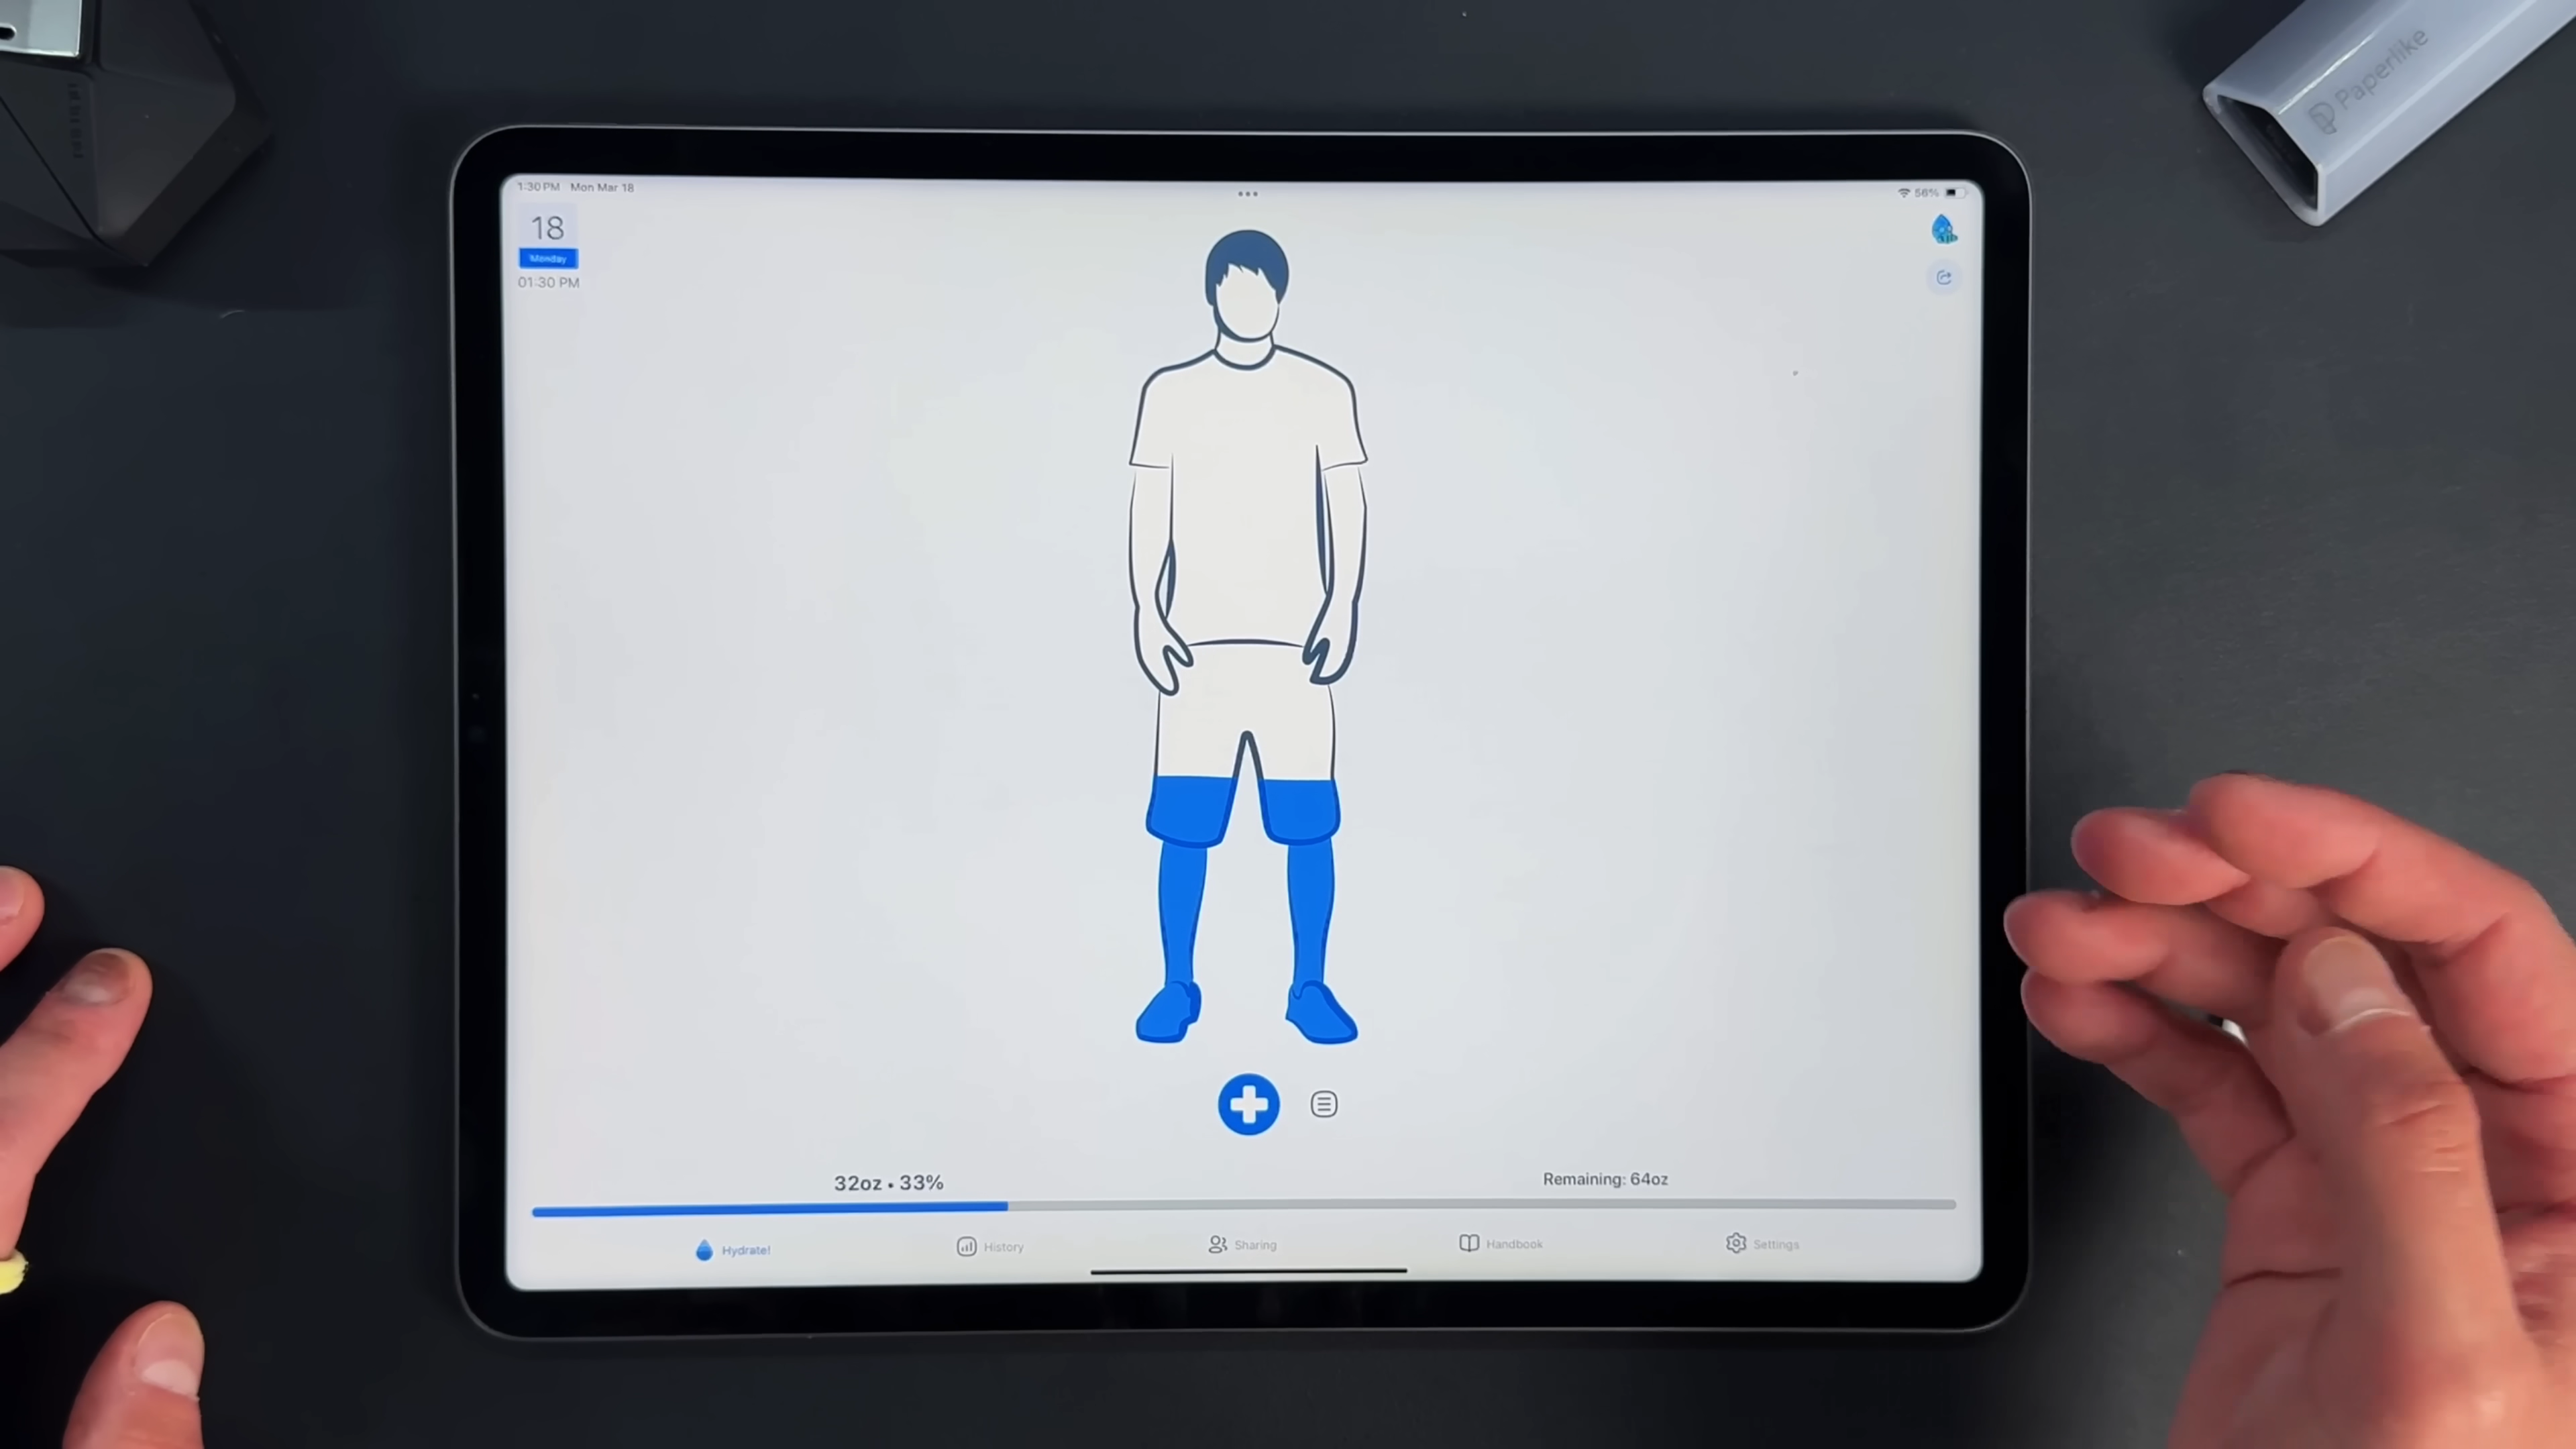 Paperlike
1:30 PM Mon Mar 18
56%
18
Monday
01:30 PM
32oz • 33%
Remaining: 64oz
Hydrate!
History
Sharing
Handbook
Settings